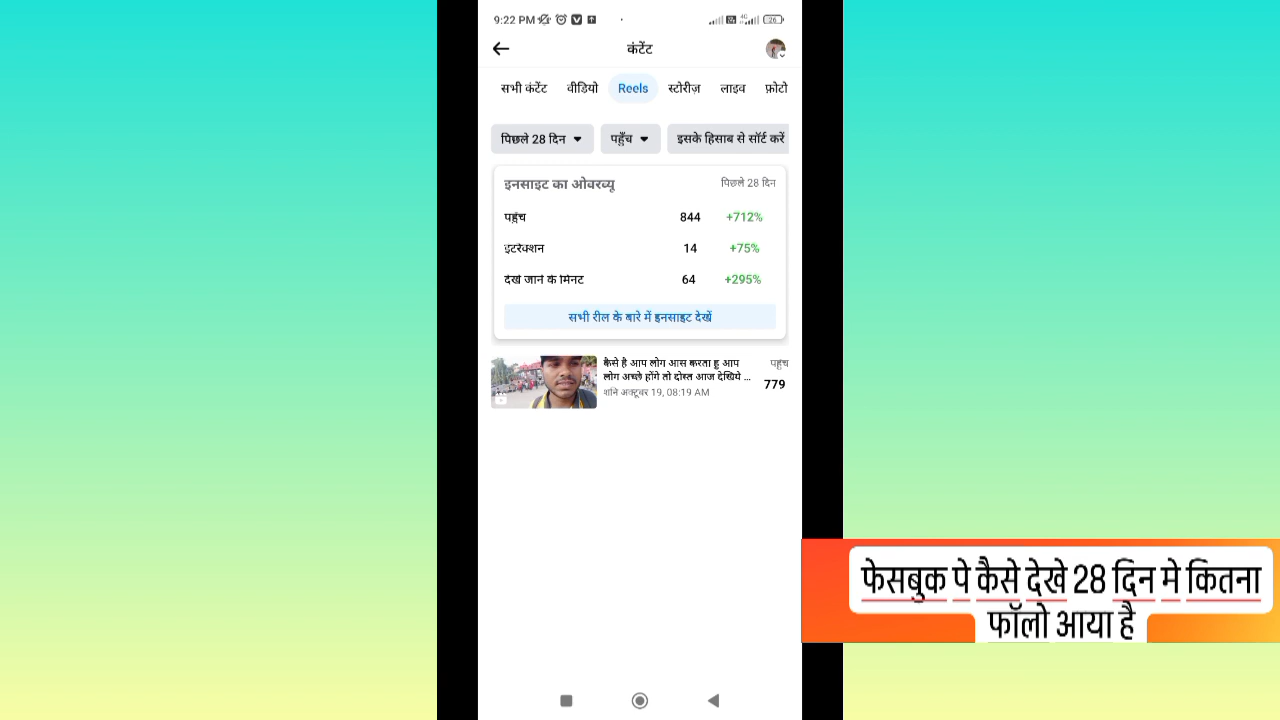 9:22 PM
4G
26
कंटेंट
सभी कंटेंट वीडियो Reels स्टोरीज़ लाइव फ़ोटो
पिछले 28 दिन पहुँच इसके हिसाब से सॉर्ट करें
इनसाइट का ओवरव्यू पिछले 28 दिन
पहुंच 844 +712%
इंटरेक्शन 14 +75%
देखे जाने के मिनट 64 +295%
सभी रील के बारे में इनसाइट देखें
कैसे है आप लोग आस करता हू आप पहुंच
लोग अच्छे होंगे तो दोस्त आज देखिये ... 779
शनि अक्टूबर 19, 08:19 AM
फेसबुक पे कैसे देखे 28 दिन मे कितना
फॉलो आया है